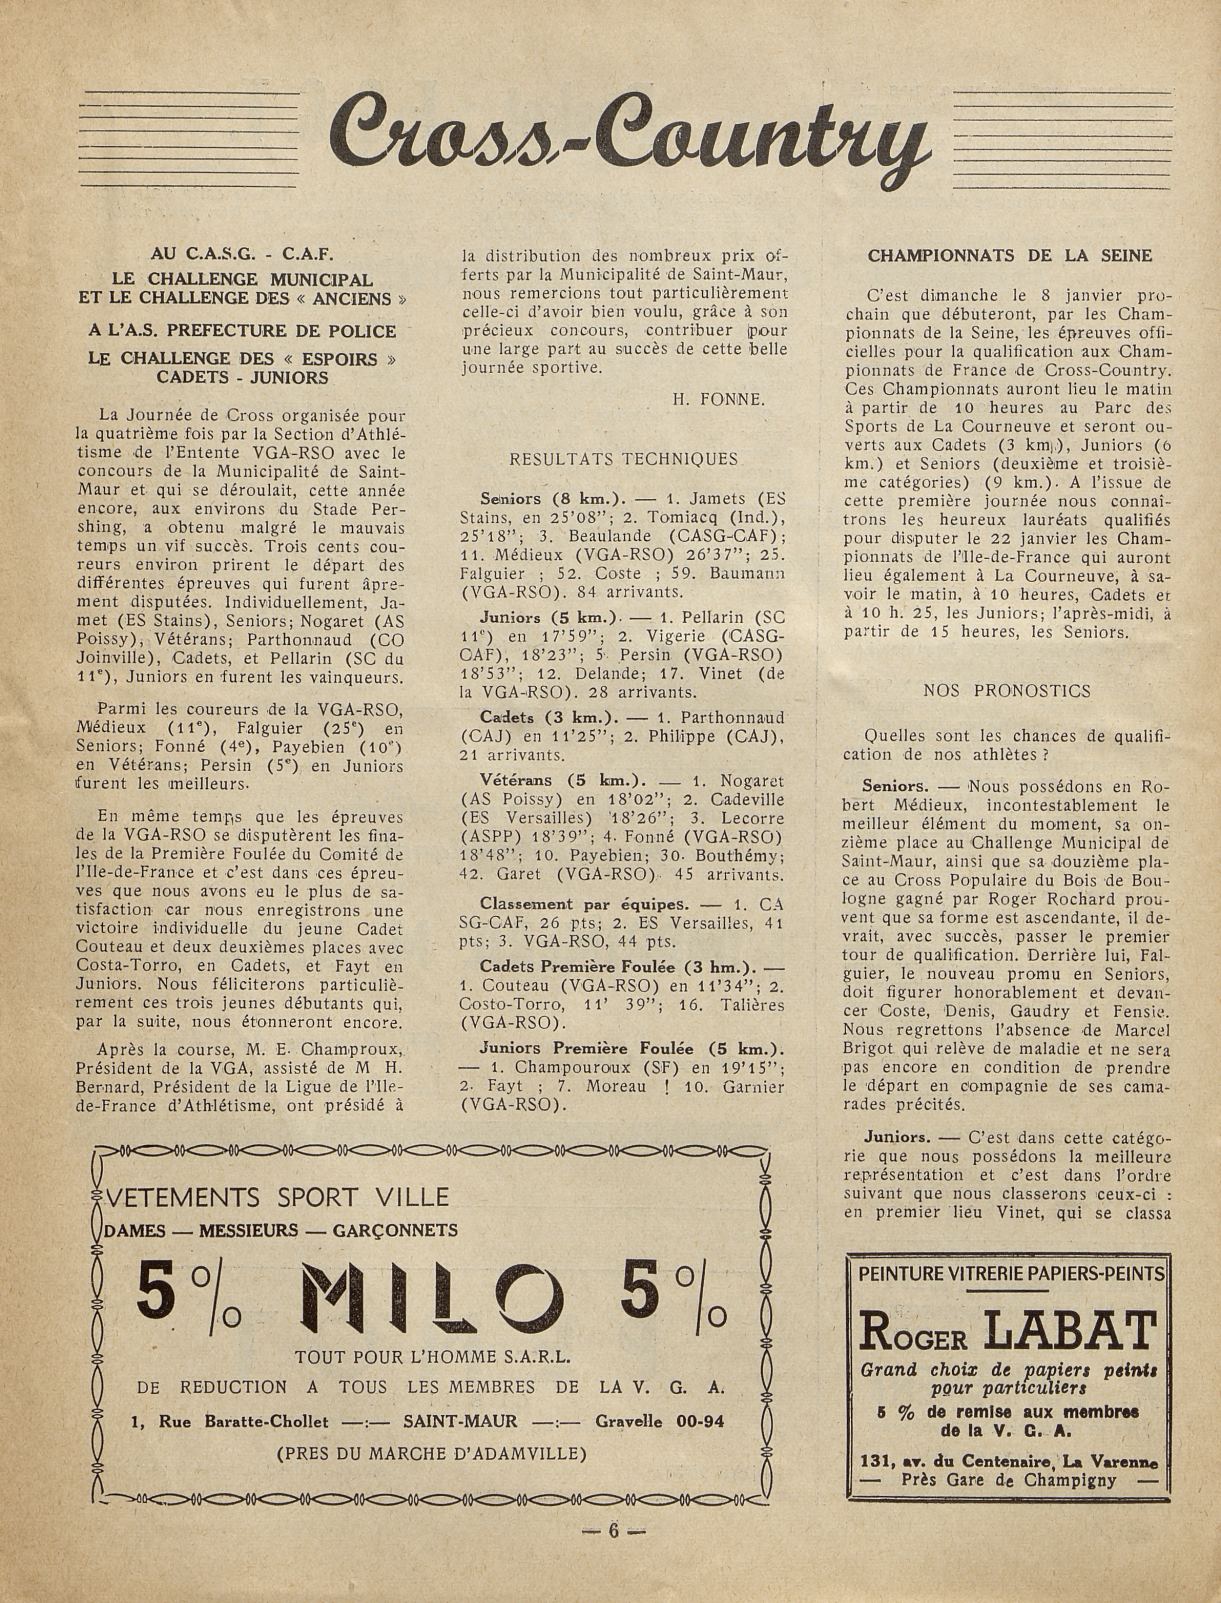 Cross-Country
AU C.A.S.G. - C.A.F.
LE CHALLENGE MUNICIPAL
ET LE CHALLENGE DES « ANCIENS »
A L'A.S. PREFECTURE DE POLICE
LE CHALLENGE DES « ESPOIRS »
CADETS - JUNIORS
La Journée de Cross organisée pour
la quatrième fois par la Section d'Athlé-
tisme de l'Entente VGA-RSO avec le
concours de la Municipalité de Saint-
Maur et qui se déroulait, cette année
encore, aux environs du Stade Per-
shing, a obtenu malgré le mauvais
temps un vif succès. Trois cents cou-
reurs environ prirent le départ des
différentes épreuves qui furent âpre-
ment disputées. Individuellement, Ja-
met (ES Stains), Seniors; Nogaret (AS
Poissy), Vétérans; Parthonnaud (CO
Joinville), Cadets, et Pellarin (SC du
11e), Juniors en furent les vainqueurs.
Parmi les coureurs de la VGA-RSO,
Médieux (11e), Falguier (25e) en
Seniors; Fonné (4e), Payebien (10e)
en Vétérans; Persin (5e) en Juniors
furent les meilleurs.
En même temps que les épreuves
de la VGA-RSO se disputèrent les fina-
les de la Première Foulée du Comité de
l'Ile-de-France et c'est dans ces épreu-
ves que nous avons eu le plus de sa-
tisfaction car nous enregistrons une
victoire individuelle du jeune Cadet
Couteau et deux deuxièmes places avec
Costa-Torro, en Cadets, et Fayt en
Juniors. Nous féliciterons particuliè-
rement ces trois jeunes débutants qui,
par la suite, nous étonneront encore.
Après la course, M. E. Champroux,
Président de la VGA, assisté de M H.
Bernard, Président de la Ligue de l'Ile-
de-France d'Athlétisme, ont présidé à
la distribution des nombreux prix of-
ferts par la Municipalité de Saint-Maur,
nous remercions tout particulièrement
celle-ci d'avoir bien voulu, grâce à son
précieux concours, contribuer pour
une large part au succès de cette belle
journée sportive.
H. FONNE.
RESULTATS TECHNIQUES
Seniors (8 km.). — 1. Jamets (ES
Stains, en 25'08"; 2. Tomiacq (Ind.),
25'18"; 3. Beaulande (CASG-CAF);
11. Médieux (VGA-RSO) 26'37"; 25.
Falguier ; 52. Coste ; 59. Baumann
(VGA-RSO). 84 arrivants.
Juniors (5 km.). — 1. Pellarin (SC
11e) en 17'59"; 2. Vigerie (CASG-
CAF), 18'23"; 5. Persin (VGA-RSO)
18'53"; 12. Delande; 17. Vinet (de
la VGA-RSO). 28 arrivants.
Cadets (3 km.). — 1. Parthonnaud
(CAJ) en 11'25"; 2. Philippe (CAJ),
21 arrivants.
Vétérans (5 km.). — 1. Nogaret
(AS Poissy) en 18'02"; 2. Cadeville
(ES Versailles) 18'26"; 3. Lecorre
(ASPP) 18'39"; 4. Fonné (VGA-RSO)
18'48"; 10. Payebien; 30. Bouthémy;
42. Garet (VGA-RSO). 45 arrivants.
Classement par équipes. — 1. CA
SG-CAF, 26 pts; 2. ES Versailles, 41
pts; 3. VGA-RSO, 44 pts.
Cadets Première Foulée (3 hm.). —
1. Couteau (VGA-RSO) en 11'34"; 2.
Costo-Torro, 11' 39"; 16. Talières
(VGA-RSO).
Juniors Première Foulée (5 km.).
— 1. Champouroux (SF) en 19'15";
2. Fayt ; 7. Moreau ! 10. Garnier
(VGA-RSO).
CHAMPIONNATS DE LA SEINE
C'est dimanche le 8 janvier pro-
chain que débuteront, par les Cham-
pionnats de la Seine, les épreuves offi-
cielles pour la qualification aux Cham-
pionnats de France de Cross-Country.
Ces Championnats auront lieu le matin
à partir de 10 heures au Parc des
Sports de La Courneuve et seront ou-
verts aux Cadets (3 km.), Juniors (6
km.) et Seniors (deuxième et troisiè-
me catégories) (9 km.). A l'issue de
cette première journée nous connaî-
trons les heureux lauréats qualifiés
pour disputer le 22 janvier les Cham-
pionnats de l'Ile-de-France qui auront
lieu également à La Courneuve, à sa-
voir le matin, à 10 heures, Cadets et
à 10 h. 25, les Juniors; l'après-midi, à
partir de 15 heures, les Seniors.
NOS PRONOSTICS
Quelles sont les chances de qualifi-
cation de nos athlètes ?
Seniors. — Nous possédons en Ro-
bert Médieux, incontestablement le
meilleur élément du moment, sa on-
zième place au Challenge Municipal de
Saint-Maur, ainsi que sa douzième pla-
ce au Cross Populaire du Bois de Bou-
logne gagné par Roger Rochard prou-
vent que sa forme est ascendante, il de-
vrait, avec succès, passer le premier
tour de qualification. Derrière lui, Fal-
guier, le nouveau promu en Seniors,
doit figurer honorablement et devan-
cer Coste, Denis, Gaudry et Fensie.
Nous regrettons l'absence de Marcel
Brigot qui relève de maladie et ne sera
pas encore en condition de prendre
le départ en compagnie de ses cama-
rades précités.
Juniors. — C'est dans cette catégo-
rie que nous possédons la meilleure
représentation et c'est dans l'ordre
suivant que nous classerons ceux-ci :
en premier lieu Vinet, qui se classa
VETEMENTS SPORT VILLE
DAMES — MESSIEURS — GARÇONNETS
5% MILO 5%
TOUT POUR L'HOMME S.A.R.L.
DE REDUCTION A TOUS LES MEMBRES DE LA V. G. A.
1, Rue Baratte-Chollet —:— SAINT-MAUR —:— Gravelle 00-94
(PRES DU MARCHE D'ADAMVILLE)
PEINTURE VITRERIE PAPIERS-PEINTS
ROGER LABAT
Grand choix de papiers peints
pour particuliers
5 % de remise aux membres
de la V. G. A.
131, av. du Centenaire, La Varenne
— Près Gare de Champigny —
— 6 —